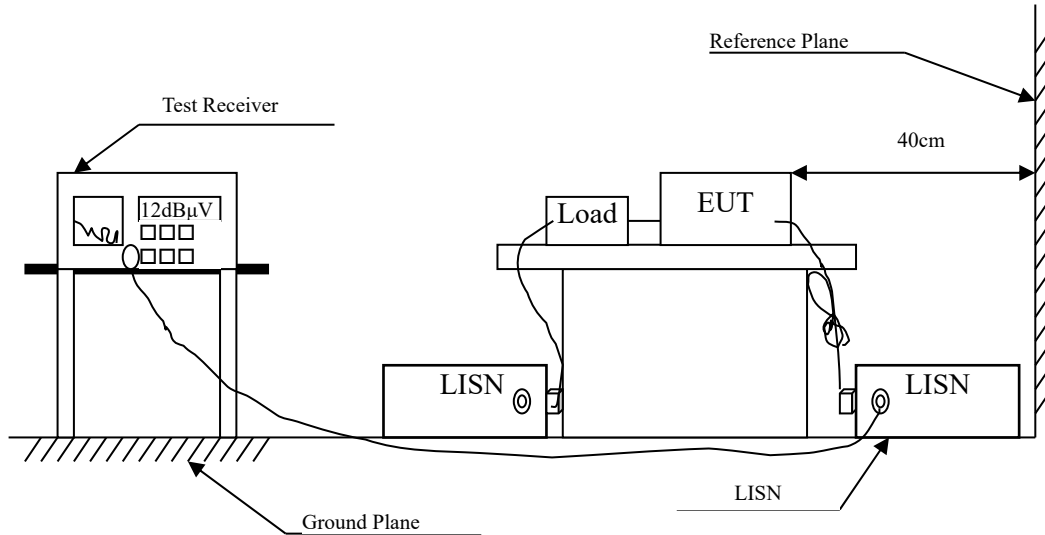 Reference Plane
Test Receiver
40cm
12dBμV
Load
EUT
LISN
LISN
LISN
Ground Plane